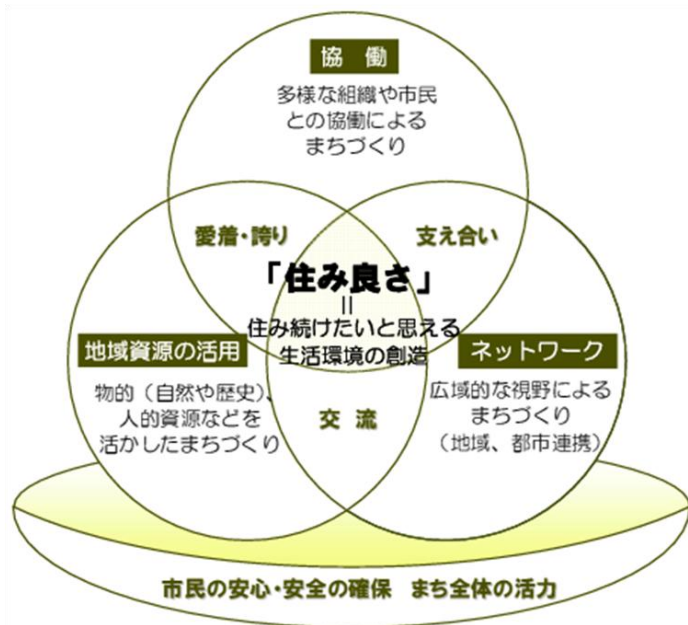 協 働
多様な組織や市民
との協働による
まちづくり
愛着・誇り
支え合い
「住み良さ」
＝
住み続けたいと思える
生活環境の創造
地域資源の活用
物的（自然や歴史）、
人的資源などを
活かしたまちづくり
ネットワーク
広域的な視野による
まちづくり
（地域、都市連携）
交 流
市民の安心・安全の確保 まち全体の活力